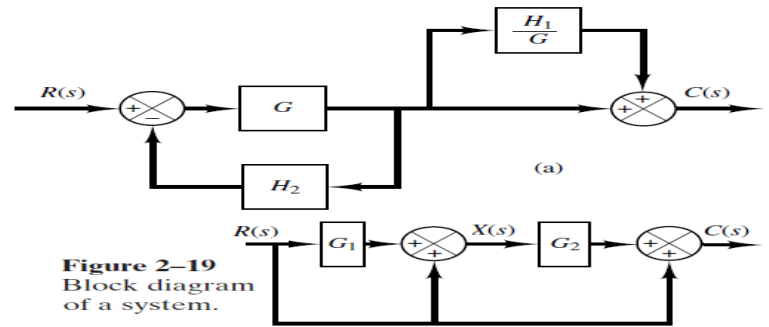 H₁
G
R(s)
+
−
G
+
+
C(s)
H₂
(a)
R(s)
G₁
+
+
X(s)
G₂
+
+
C(s)
Figure 2–19
Block diagram
of a system.